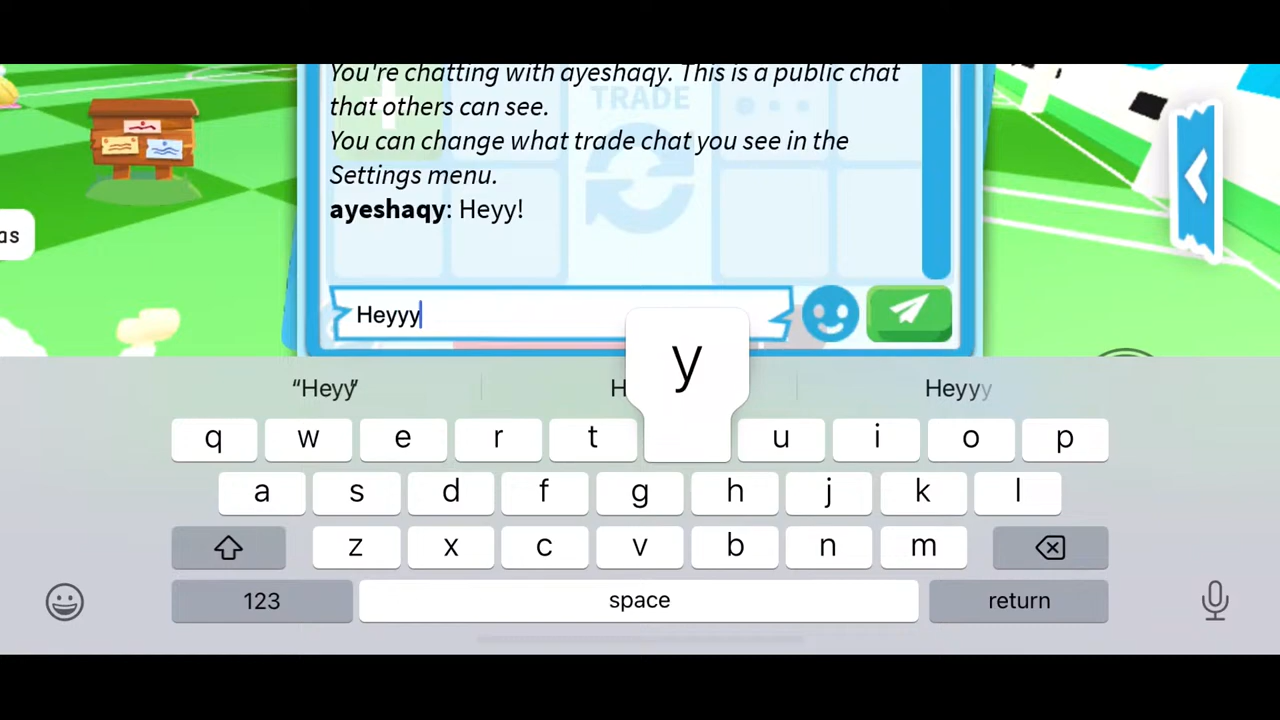 You're chatting with ayeshaqy. This is a public chat
that others can see.
TRADE
You can change what trade chat you see in the
Settings menu.
ayeshaqy: Heyy!
as
Heyyy
y
“Heyy”
H
Heyyy
q w e r t u i o p
a s d f g h j k l
z x c v b n m
123 space return